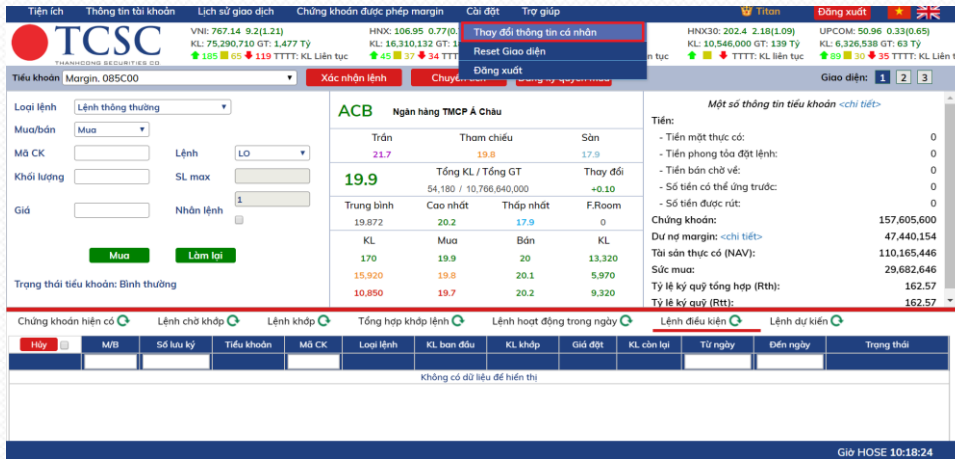 Tiện ích Thông tin tài khoản Lịch sử giao dịch Chứng khoán được phép margin Cài đặt Trợ giúp Titan Đăng xuất
TCSC
THANHCONG SECURITIES CO.
VNI: 767.14 9.2(1.21)
KL: 75,290,710 GT: 1,477 Tỷ
185 65 119 TTTT: KL Liên tục
HNX: 106.95 0.77(0.
KL: 16,310,132 GT: 1
45 37 34 TTT
Thay đổi thông tin cá nhân
Reset Giao diện
Đăng xuất
n tục
HNX30: 202.4 2.18(1.09)
KL: 10,546,000 GT: 139 Tỷ
TTTT: KL liên tục
UPCOM: 50.96 0.33(0.65)
KL: 6,326,538 GT: 63 Tỷ
89 30 35 TTTT: KL liên t
Tiểu khoản Margin. 085C00 Xác nhận lệnh Chuyển tiền Đăng ký quyền mua Giao diện: 1 2 3
Loại lệnh Lệnh thông thường
Mua/bán Mua
Mã CK Lệnh LO
Khối lượng SL max
Giá Nhân lệnh 1
Mua Làm lại
Trạng thái tiểu khoản: Bình thường
ACB Ngân hàng TMCP Á Châu
Trần Tham chiếu Sàn
21.7 19.8 17.9
19.9 Tổng KL / Tổng GT Thay đổi
54,180 / 10,766,640,000 +0.10
Trung bình Cao nhất Thấp nhất F.Room
19.872 20.2 17.9 0
KL Mua Bán KL
170 19.9 20 13,320
15,920 19.8 20.1 5,970
10,850 19.7 20.2 9,320
Một số thông tin tiểu khoản <chi tiết>
Tiền:
- Tiền mặt thực có: 0
- Tiền phong tỏa đặt lệnh: 0
- Tiền bán chờ về: 0
- Số tiền có thể ứng trước: 0
- Số tiền được rút: 0
Chứng khoán: 157,605,600
Dư nợ margin: <chi tiết> 47,440,154
Tài sản thực có (NAV): 110,165,446
Sức mua: 29,682,646
Tỷ lệ ký quỹ tổng hợp (Rth): 162.57
Tỷ lệ ký quỹ (Rtt): 162.57
Chứng khoán hiện có Lệnh chờ khớp Lệnh khớp Tổng hợp khớp lệnh Lệnh hoạt động trong ngày Lệnh điều kiện Lệnh dự kiến
Hủy M/B Số lưu ký Tiểu khoản Mã CK Loại lệnh KL ban đầu KL khớp Giá đặt KL còn lại Từ ngày Đến ngày Trạng thái
Không có dữ liệu để hiển thị
Giờ HOSE 10:18:24